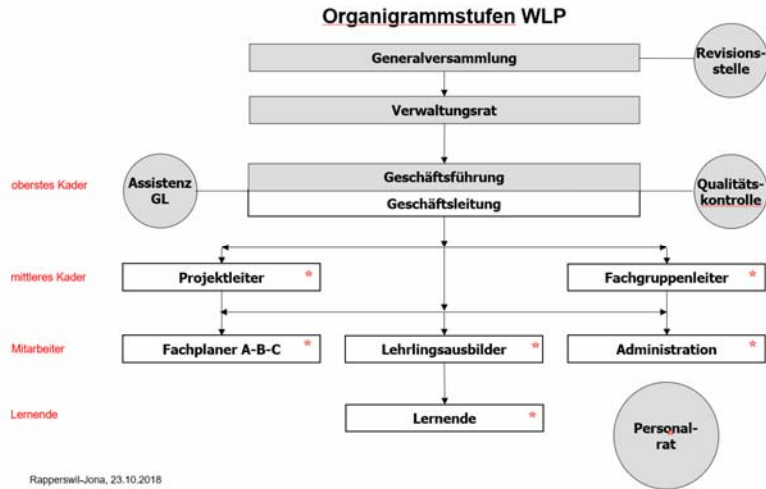 Organigrammstufen WLP
Generalversammlung
Revisions-
stelle
Verwaltungsrat
oberstes Kader
Assistenz
GL
Geschäftsführung
Geschäftsleitung
Qualitäts-
kontrolle
mittleres Kader
Projektleiter *
Fachgruppenleiter *
Mitarbeiter
Fachplaner A-B-C *
Lehrlingsausbilder *
Administration *
Lernende
Lernende *
Personal-
rat
*
Rapperswil-Jona, 23.10.2018